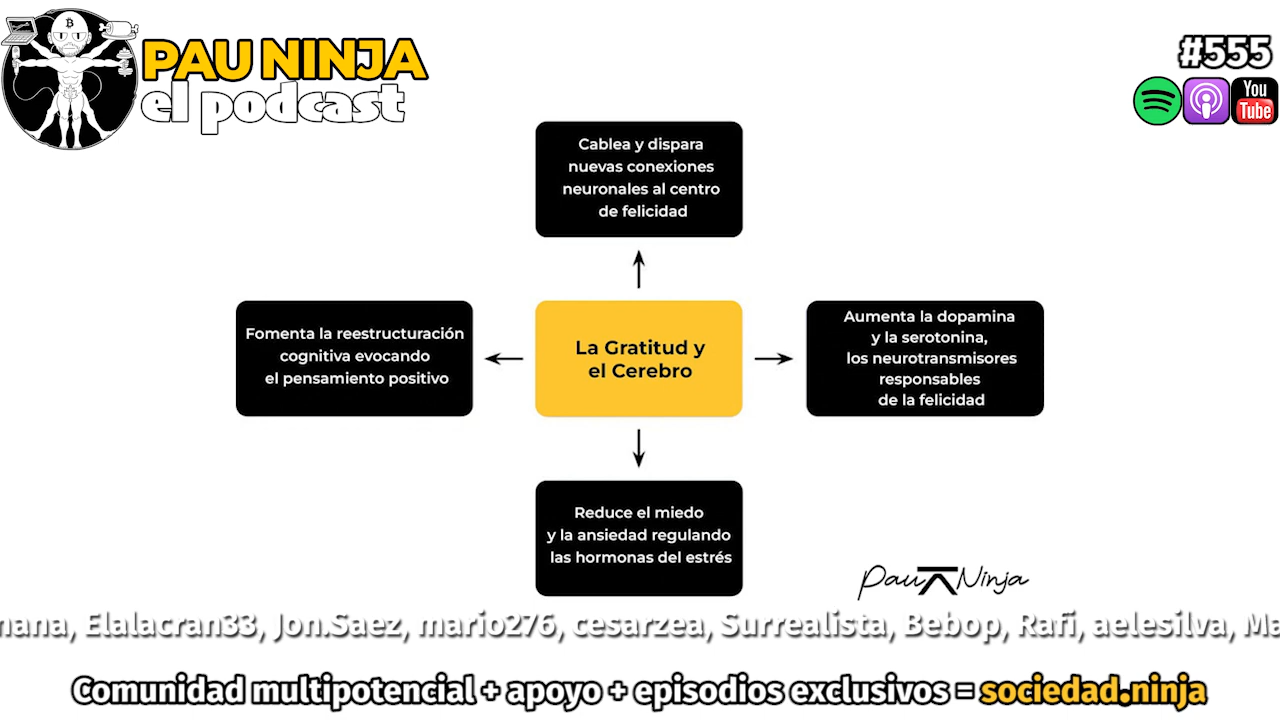 PAU NINJA
el podcast
#555
You
Tube
Cablea y dispara
nuevas conexiones
neuronales al centro
de felicidad
Fomenta la reestructuración
cognitiva evocando
el pensamiento positivo
La Gratitud y
el Cerebro
Aumenta la dopamina
y la serotonina,
los neurotransmisores
responsables
de la felicidad
Reduce el miedo
y la ansiedad regulando
las hormonas del estrés
Pau Ninja
Elalacran33, Jon.Saez, mario276, cesarzea, Surrealista, Bebop, Rafi, aelesilva,
Comunidad multipotencial + apoyo + episodios exclusivos = sociedad.ninja